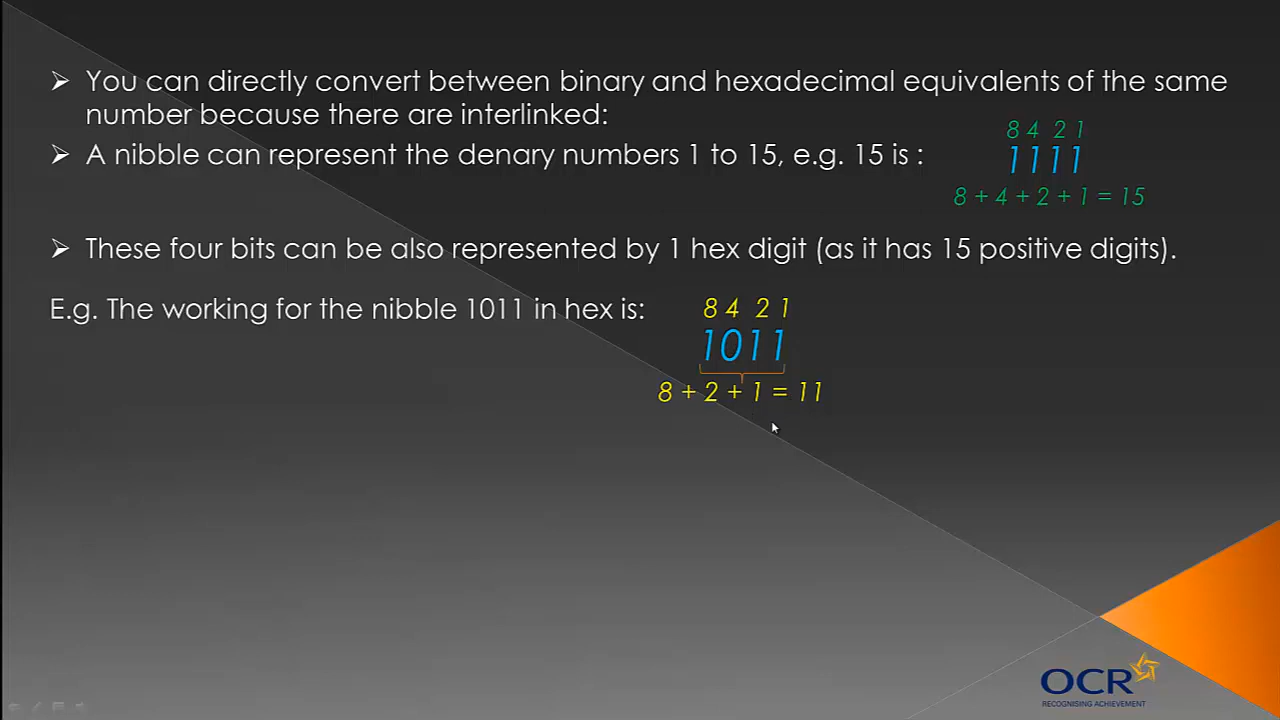 ➢ You can directly convert between binary and hexadecimal equivalents of the same
number because there are interlinked:
8 4 2 1
➢ A nibble can represent the denary numbers 1 to 15, e.g. 15 is : 1111
8 + 4 + 2 + 1 = 15
➢ These four bits can be also represented by 1 hex digit (as it has 15 positive digits).
E.g. The working for the nibble 1011 in hex is: 8 4 2 1
1011
8 + 2 + 1 = 11
OCR
RECOGNISING ACHIEVEMENT